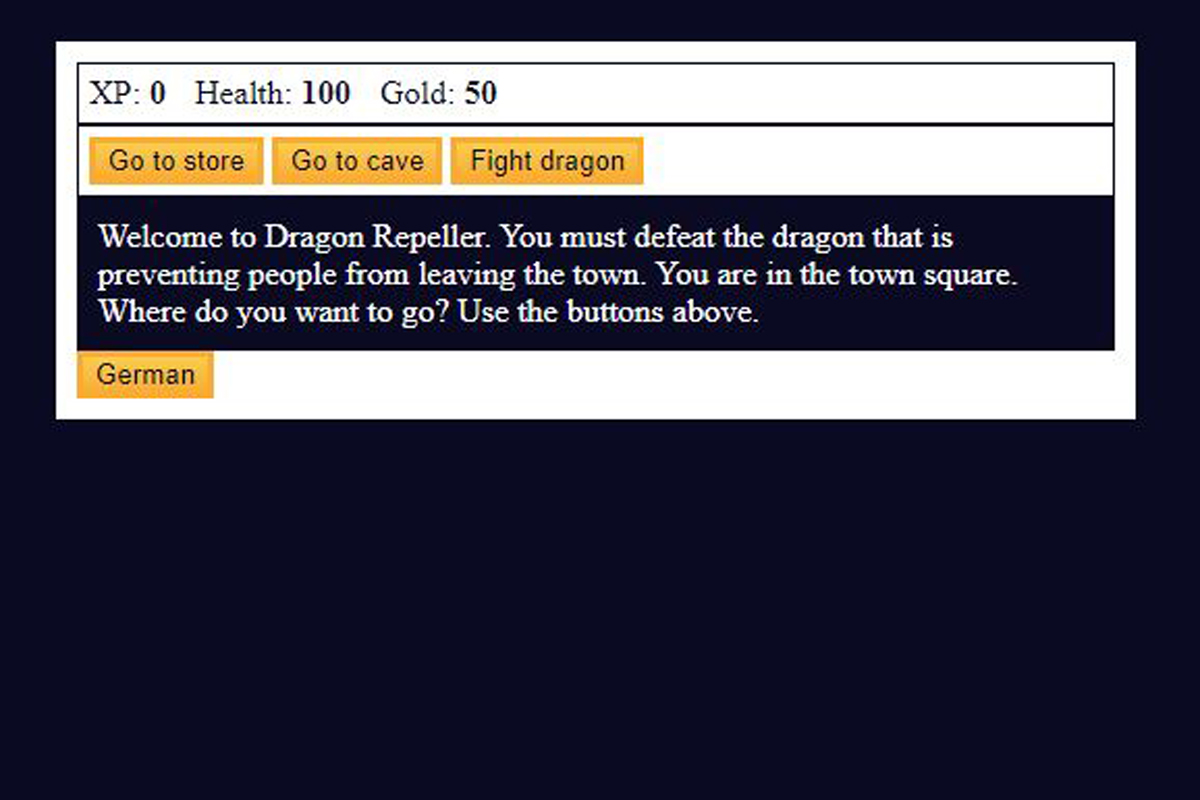 XP: 0 Health: 100 Gold: 50
Go to store Go to cave Fight dragon
Welcome to Dragon Repeller. You must defeat the dragon that is
preventing people from leaving the town. You are in the town square.
Where do you want to go? Use the buttons above.
German